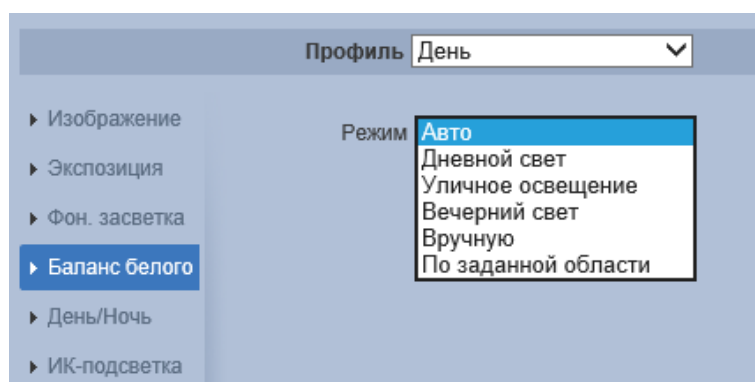 Профиль День
Изображение
Экспозиция
Фон. засветка
Баланс белого
День/Ночь
ИК-подсветка
Режим Авто
Дневной свет
Уличное освещение
Вечерний свет
Вручную
По заданной области